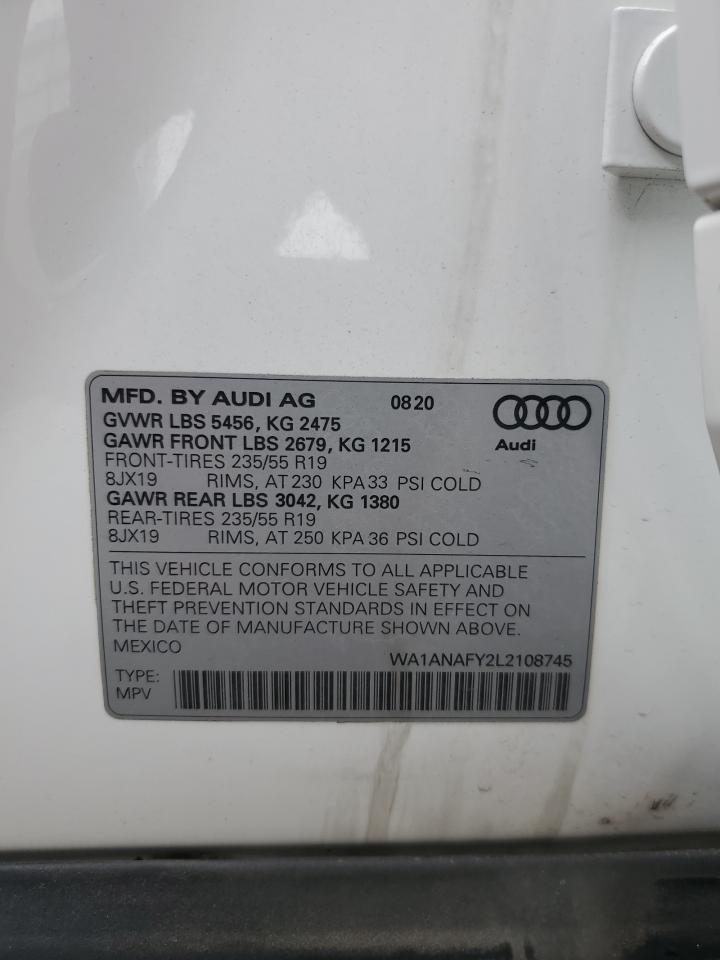 MFD. BY AUDI AG 08 20
GVWR LBS 5456, KG 2475
GAWR FRONT LBS 2679, KG 1215
Audi
FRONT-TIRES 235/55 R19
8JX19 RIMS, AT 230 KPA 33 PSI COLD
GAWR REAR LBS 3042, KG 1380
REAR-TIRES 235/55 R19
8JX19 RIMS, AT 250 KPA 36 PSI COLD
THIS VEHICLE CONFORMS TO ALL APPLICABLE
U.S. FEDERAL MOTOR VEHICLE SAFETY AND
THEFT PREVENTION STANDARDS IN EFFECT ON
THE DATE OF MANUFACTURE SHOWN ABOVE.
MEXICO
WA1ANAFY2L2108745
TYPE:
MPV